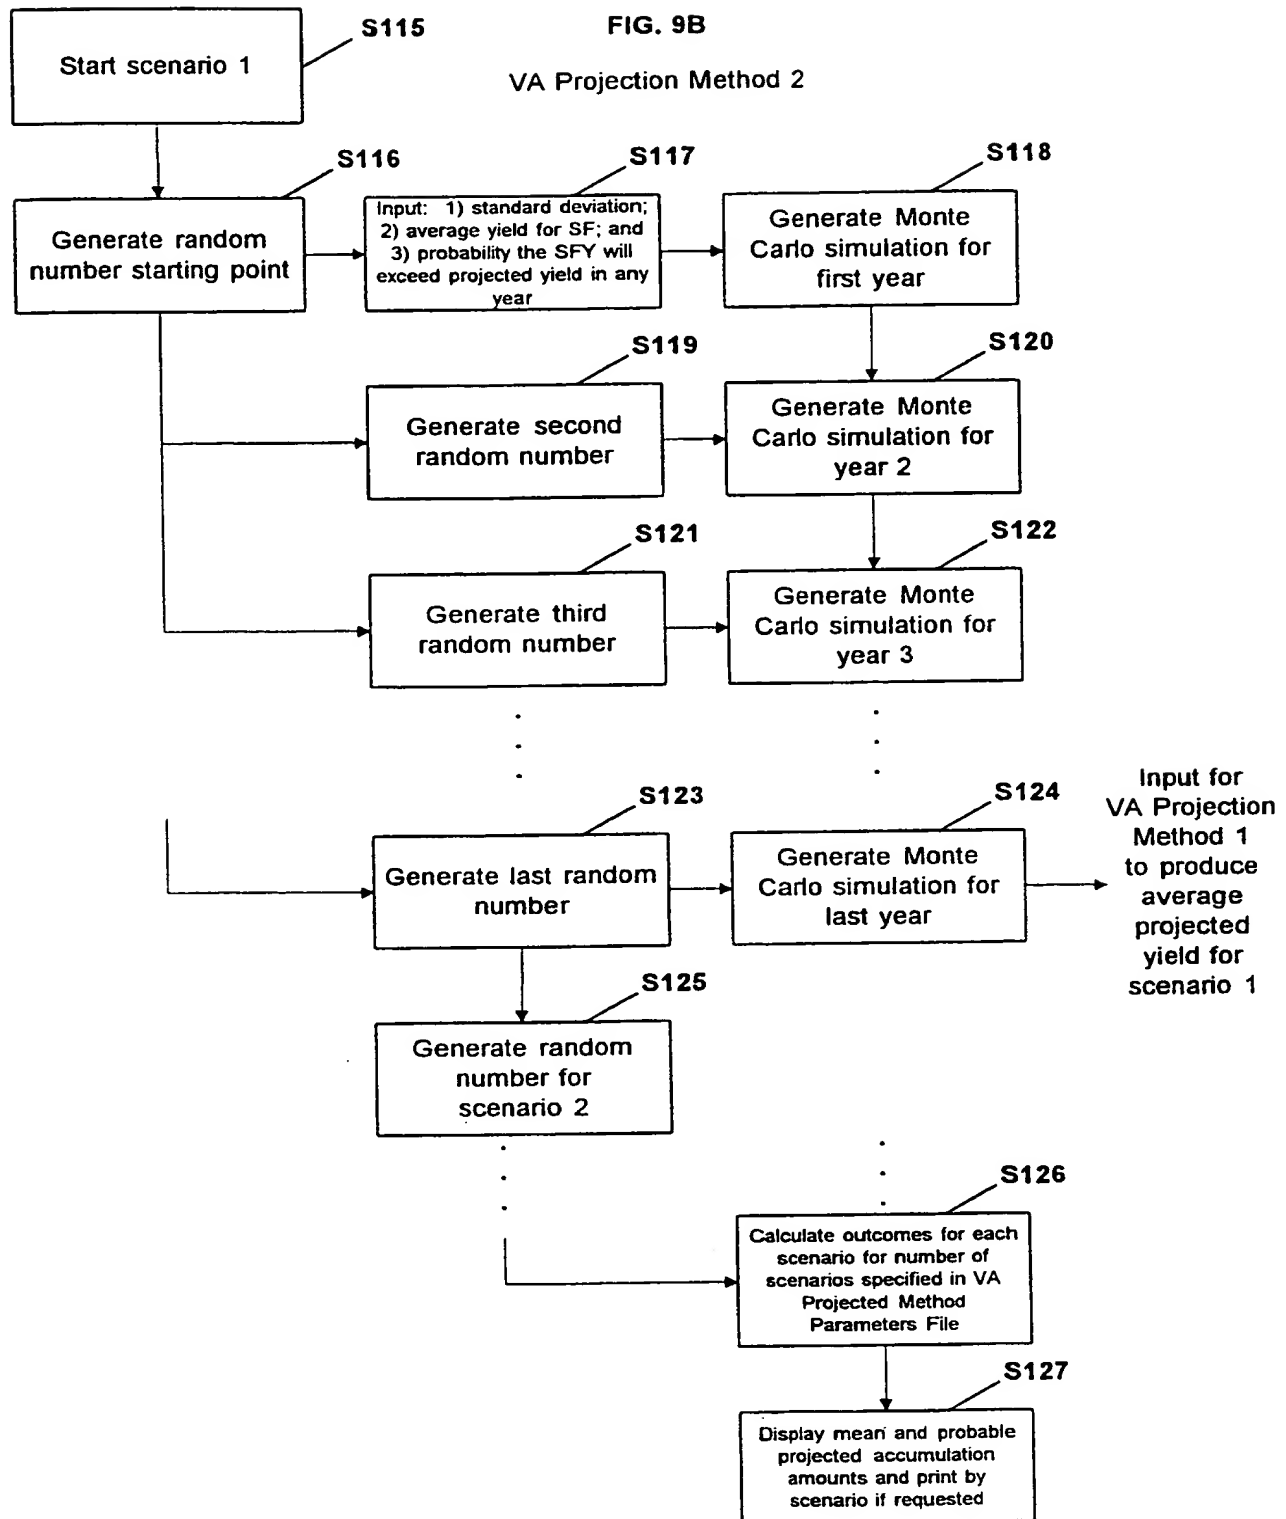 FIG. 9B
VA Projection Method 2
S115
Start scenario 1
S116
Generate random
number starting point
S117
Input: 1) standard deviation;
2) average yield for SF; and
3) probability the SFY will
exceed projected yield in any
year
S118
Generate Monte
Carlo simulation for
first year
S119
Generate second
random number
S120
Generate Monte
Carlo simulation for
year 2
S121
Generate third
random number
S122
Generate Monte
Carlo simulation for
year 3
S123
Generate last random
number
S124
Generate Monte
Carlo simulation for
last year
Input for
VA Projection
Method 1
to produce
average
projected
yield for
scenario 1
S125
Generate random
number for
scenario 2
S126
Calculate outcomes for each
scenario for number of
scenarios specified in VA
Projected Method
Parameters File
S127
Display mean and probable
projected accumulation
amounts and print by
scenario if requested